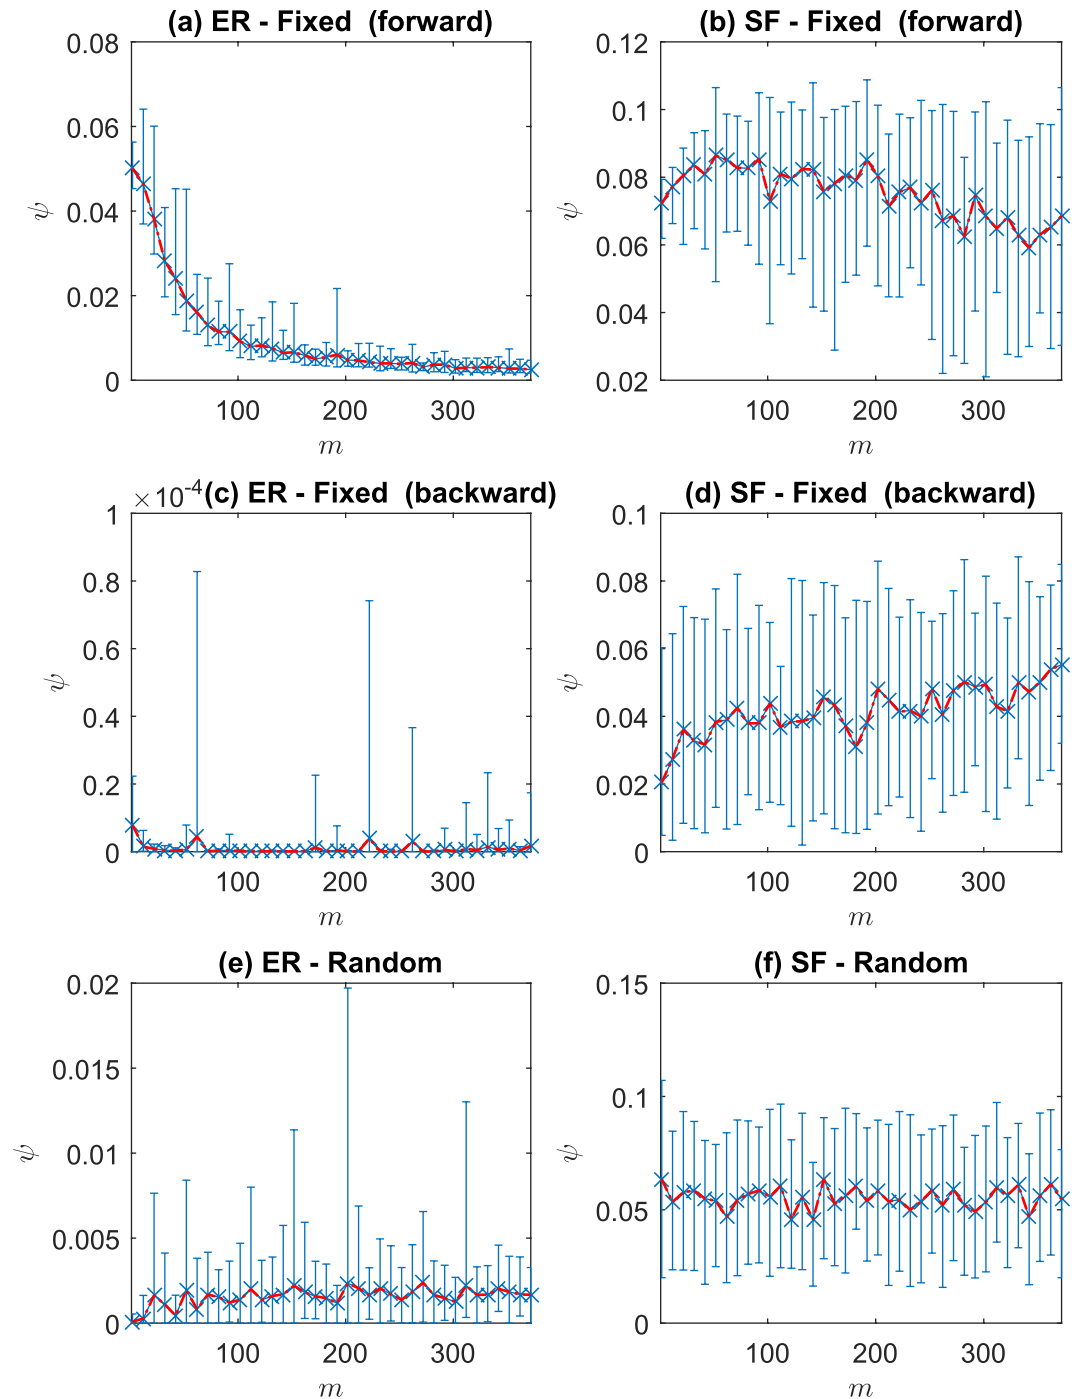 (a) ER - Fixed (forward)
0.08
0.06
0.04
0.02
0
ψ
100 200 300
m
(b) SF - Fixed (forward)
0.12
0.1
0.08
0.06
0.04
0.02
ψ
100 200 300
m
×10-4
(c) ER - Fixed (backward)
1
0.8
0.6
0.4
0.2
0
ψ
100 200 300
m
(d) SF - Fixed (backward)
0.1
0.08
0.06
0.04
0.02
0
ψ
100 200 300
m
(e) ER - Random
0.02
0.015
0.01
0.005
0
ψ
100 200 300
m
(f) SF - Random
0.15
0.1
0.05
0
ψ
100 200 300
m